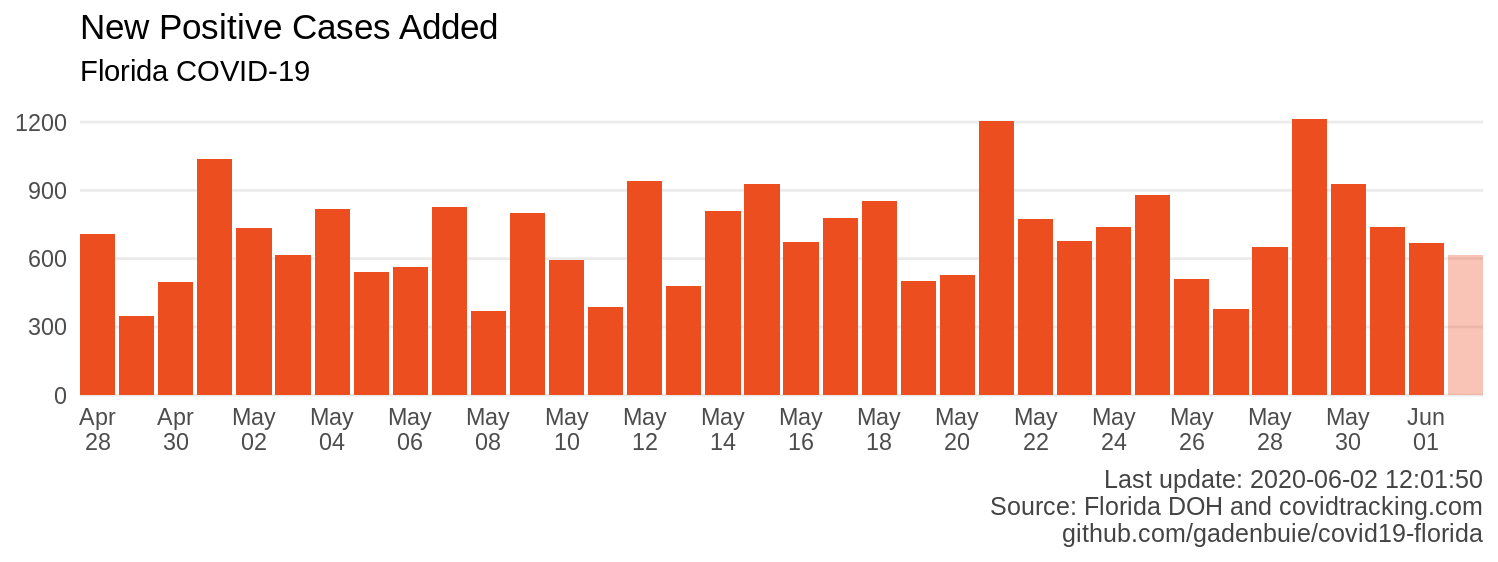 New Positive Cases Added
Florida COVID-19
1200
900
600
300
0
Apr 28
Apr 30
May 02
May 04
May 06
May 08
May 10
May 12
May 14
May 16
May 18
May 20
May 22
May 24
May 26
May 28
May 30
Jun 01
Last update: 2020-06-02 12:01:50
Source: Florida DOH and covidtracking.com
github.com/gadenbuie/covid19-florida